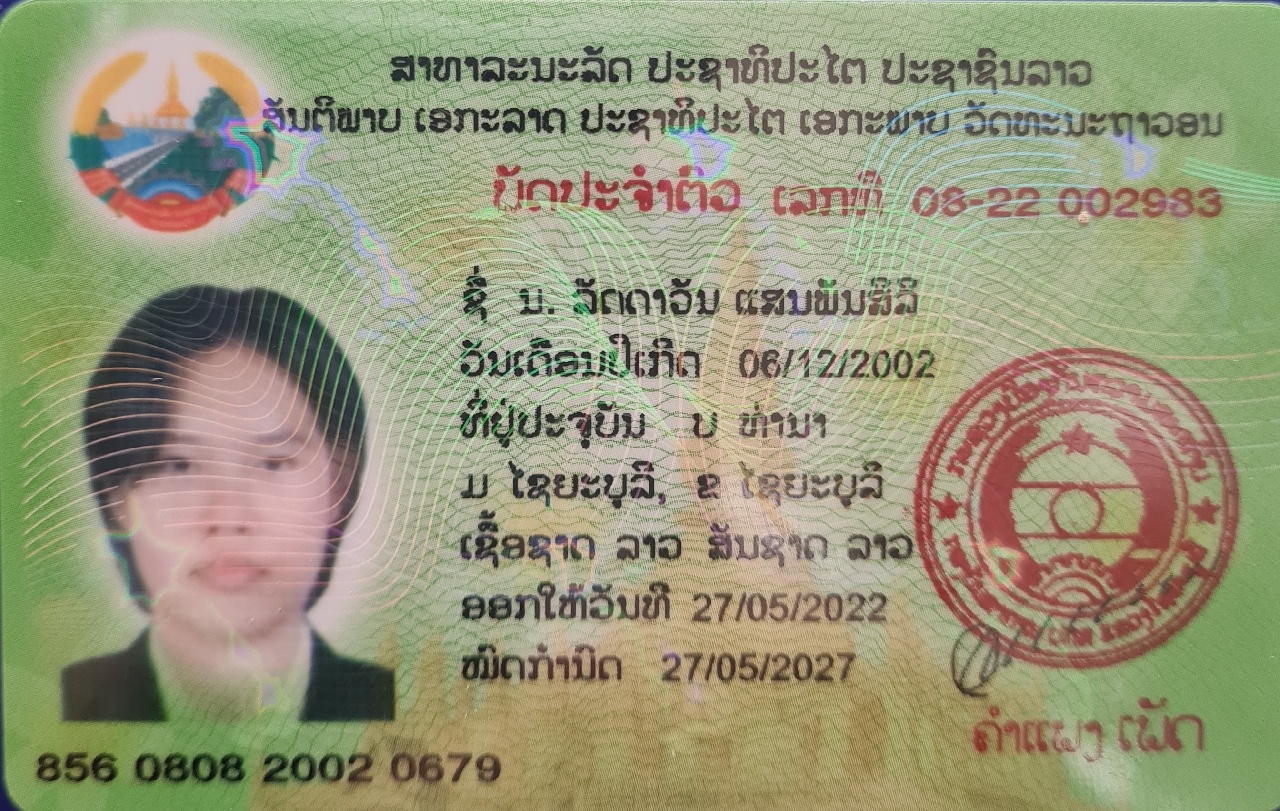 ສາທາລະນະລັດ ປະຊາທິປະໄຕ ປະຊາຊົນລາວ
ສັນຕິພາບ ເອກະລາດ ປະຊາທິປະໄຕ ເອກະພາບ ວັດທະນະຖາວອນ
ບັດປະຈຳຕົວ ເລກທີ 08-22 002983
ຊື່ ນ. ລັດດາວັນ ແສນພັນສິລິ
ວັນເດືອນປີເກີດ 06/12/2002
ທີ່ຢູ່ປະຈຸບັນ ບ ທ່ານາ
ມ ໄຊຍະບູລີ, ຂ ໄຊຍະບູລີ
ເຊື້ອຊາດ ລາວ ສັນຊາດ ລາວ
ອອກໃຫ້ວັນທີ 27/05/2022
ໝົດກຳນົດ 27/05/2027
ຄຳແພງ ເພັດ
856 0808 2002 0679